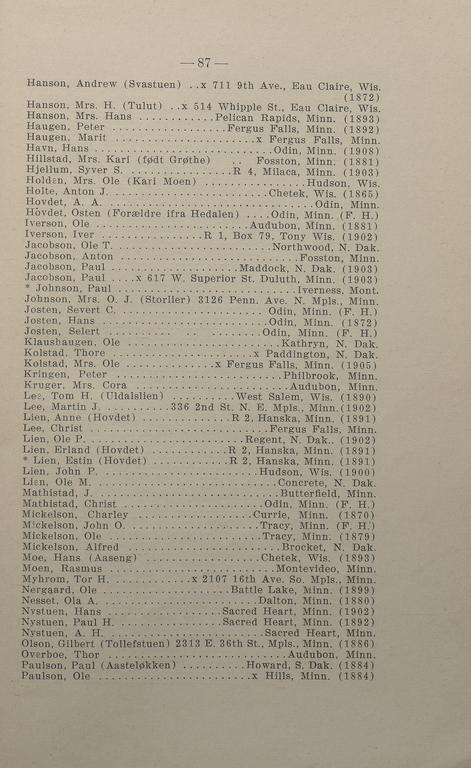 — 87 —
Hanson, Andrew (Svastuen) ..x 711 9th Ave., Eau Claire, Wis.
(1872)
Hanson, Mrs. H. (Tulut) ..x 514 Whipple St., Eau Claire, Wis.
Hanson, Mrs. Hans ............Pelican Rapids, Minn. (1893)
Haugen, Peter ..................Fergus Falls, Minn. (1892)
Haugen, Marit ......................x Fergus Falls, Minn.
Havn, Hans ............................Odin, Minn. (1908)
Hillstad, Mrs. Karl (født Grøthe) .. Fosston, Minn. (1881)
Hjellum, Syver S. ..................R 4, Milaca, Minn. (1903)
Holden, Mrs. Ole (Kari Moen) ................Hudson, Wis.
Holte, Anton J. .........................Chetek, Wis. (1865)
Hovdet, A. A. .................................Odin, Minn.
Hovdet, Osten (Forældre ifra Hedalen) ....Odin, Minn. (F. H.)
Iverson, Ole .........................Audubon, Minn. (1881)
Iverson, Iver ................R 1, Box 79, Tony Wis. (1902)
Jacobson, Ole T. .........................Northwood, N. Dak.
Jacobson, Anton .............................Fosston, Minn.
Jacobson, Paul ....................Maddock, N. Dak. (1903)
Jacobson, Paul ....x 617 W. Superior St. Duluth, Minn. (1903)
* Johnson, Paul ............................Iverness, Mont.
Johnson, Mrs. O. J. (Storlier) 3126 Penn. Ave. N. Mpls., Minn.
Josten, Severt C. ....................... Odin, Minn. (F. H.)
Josten, Hans ..........................Odin, Minn. (1872)
Josten, Selert ......... .. ..........Odin, Minn. (F. H.)
Klaushaugen, Ole .........................Kathryn, N. Dak.
Kolstad, Thore .......................x Paddington, N. Dak.
Kolstad, Mrs. Ole ..............x Fergus Falls, Minn. (1905)
Kringen, Peter ...........................Philbrook, Minn.
Kruger, Mrs. Cora ........................Audubon, Minn.
Lee, Tom H. (Uldalslien) ...........West Salem, Wis. (1890)
Lee, Martin J. ..........336 2nd St. N. E. Mpls., Minn.(1902)
Lien, Anne (Hovdet) ..............R 2, Hanska, Minn. (1891)
Lee, Christ ............................Fergus Falls, Minn.
Lien, Ole P. .......................Regent, N. Dak.. (1902)
Lien, Erland (Hovdet) ............R 2, Hanska, Minn. (1891)
* Lien, Estin (Hovdet) .............R 2, Hanska, Minn. (1891)
Lien, John P. .........................Hudson, Wis. (1900)
Lien, Ole M. .............................Concrete, N. Dak.
Mathistad, J. .............................Butterfield, Minn.
Mathistad, Christ .....................Odin, Minn. (F. H.)
Mickelson, Charley ..................Currie, Minn. (1870)
Mickelson, John O. ....................Tracy, Minn. (F. H.)
Mickelson, Ole .......................Tracy, Minn. (1879)
Mickelson, Alfred .......................Brocket, N. Dak.
Moe, Hans (Aaseng) .................Chetek, Wis. (1893)
Moen, Rasmus ..........................Montevideo, Minn.
Myhrom, Tor H. ............x 2107 16th Ave. So. Mpls., Minn.
Nergaard, Ole ...................Battle Lake, Minn. (1899)
Nesset, Ola A. .......................Dalton, Minn. (1880)
Nystuen, Hans ..................Sacred Heart, Minn. (1902)
Nystuen, Paul H. ................Sacred Heart, Minn. (1892)
Nystuen, A. H. ........................Sacred Heart, Minn.
Olson, Gilbert (Tollefstuen) 2313 E. 36th St., Mpls., Minn. (1886)
Overboe, Thor ............................Audubon, Minn.
Paulson, Paul (Aasteløkken) ..........Howard, S. Dak. (1884)
Paulson, Ole .......................x Hills, Minn. (1884)